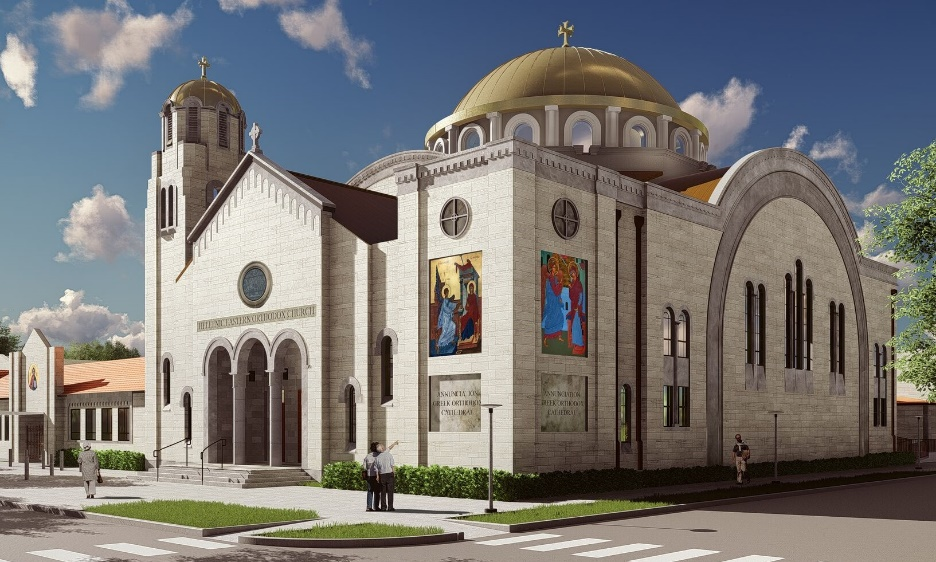 HELLENIC EASTERN ORTHODOX CHURCH
ANNUNCIATION
GREEK ORTHODOX
CATHEDRAL
ANNUNCIATION
GREEK ORTHODOX
CATHEDRAL